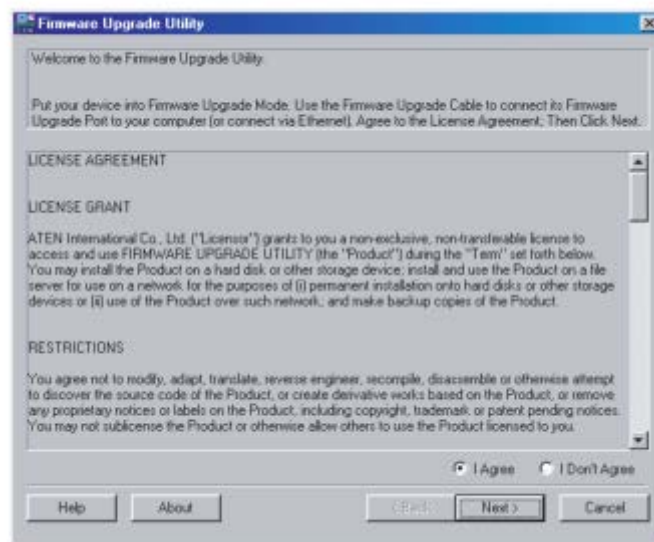 Firmware Upgrade Utility
Welcome to the Firmware Upgrade Utility.
Put your device into Firmware Upgrade Mode. Use the Firmware Upgrade Cable to connect its Firmware
Upgrade Port to your computer (or connect via Ethernet). Agree to the License Agreement; Then Click Next.
LICENSE AGREEMENT
LICENSE GRANT
ATEN International Co., Ltd. ("Licensor") grants to you a non-exclusive, non-transferable license to
access and use FIRMWARE UPGRADE UTILITY (the "Product") during the "Term" set forth below.
You may install the Product on a hard disk or other storage device; install and use the Product on a file
server for use on a network for the purposes of (i) permanent installation onto hard disks or other storage
devices or (ii) use of the Product over such network; and make backup copies of the Product.
RESTRICTIONS
You agree not to modify, adapt, translate, reverse engineer, recompile, disassemble or otherwise attempt
to discover the source code of the Product, or create derivative works based on the Product, or remove
any proprietary notices or labels on the Product, including copyright, trademark or patent pending notices.
You may not sublicense the Product or otherwise allow others to use the Product licensed to you.
I Agree I Don't Agree
Help About < Back Next > Cancel